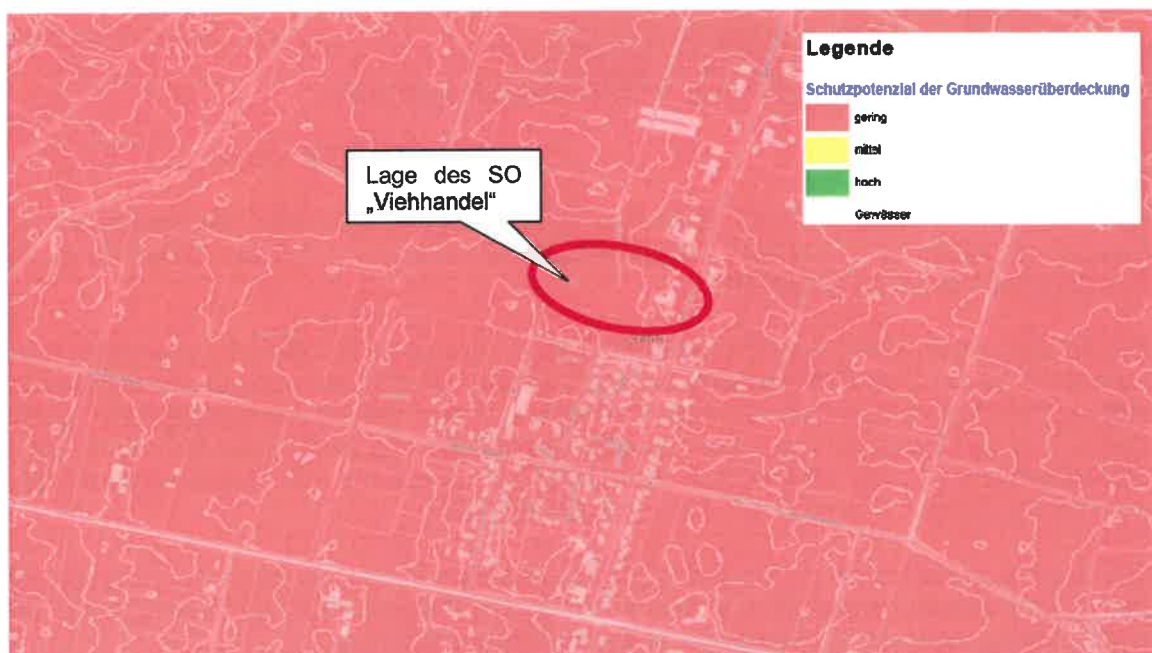 Legende
Schutzpotenzial der Grundwasserüberdeckung
gering
mittel
hoch
Gewässer
Lage des SO
„Viehhandel“